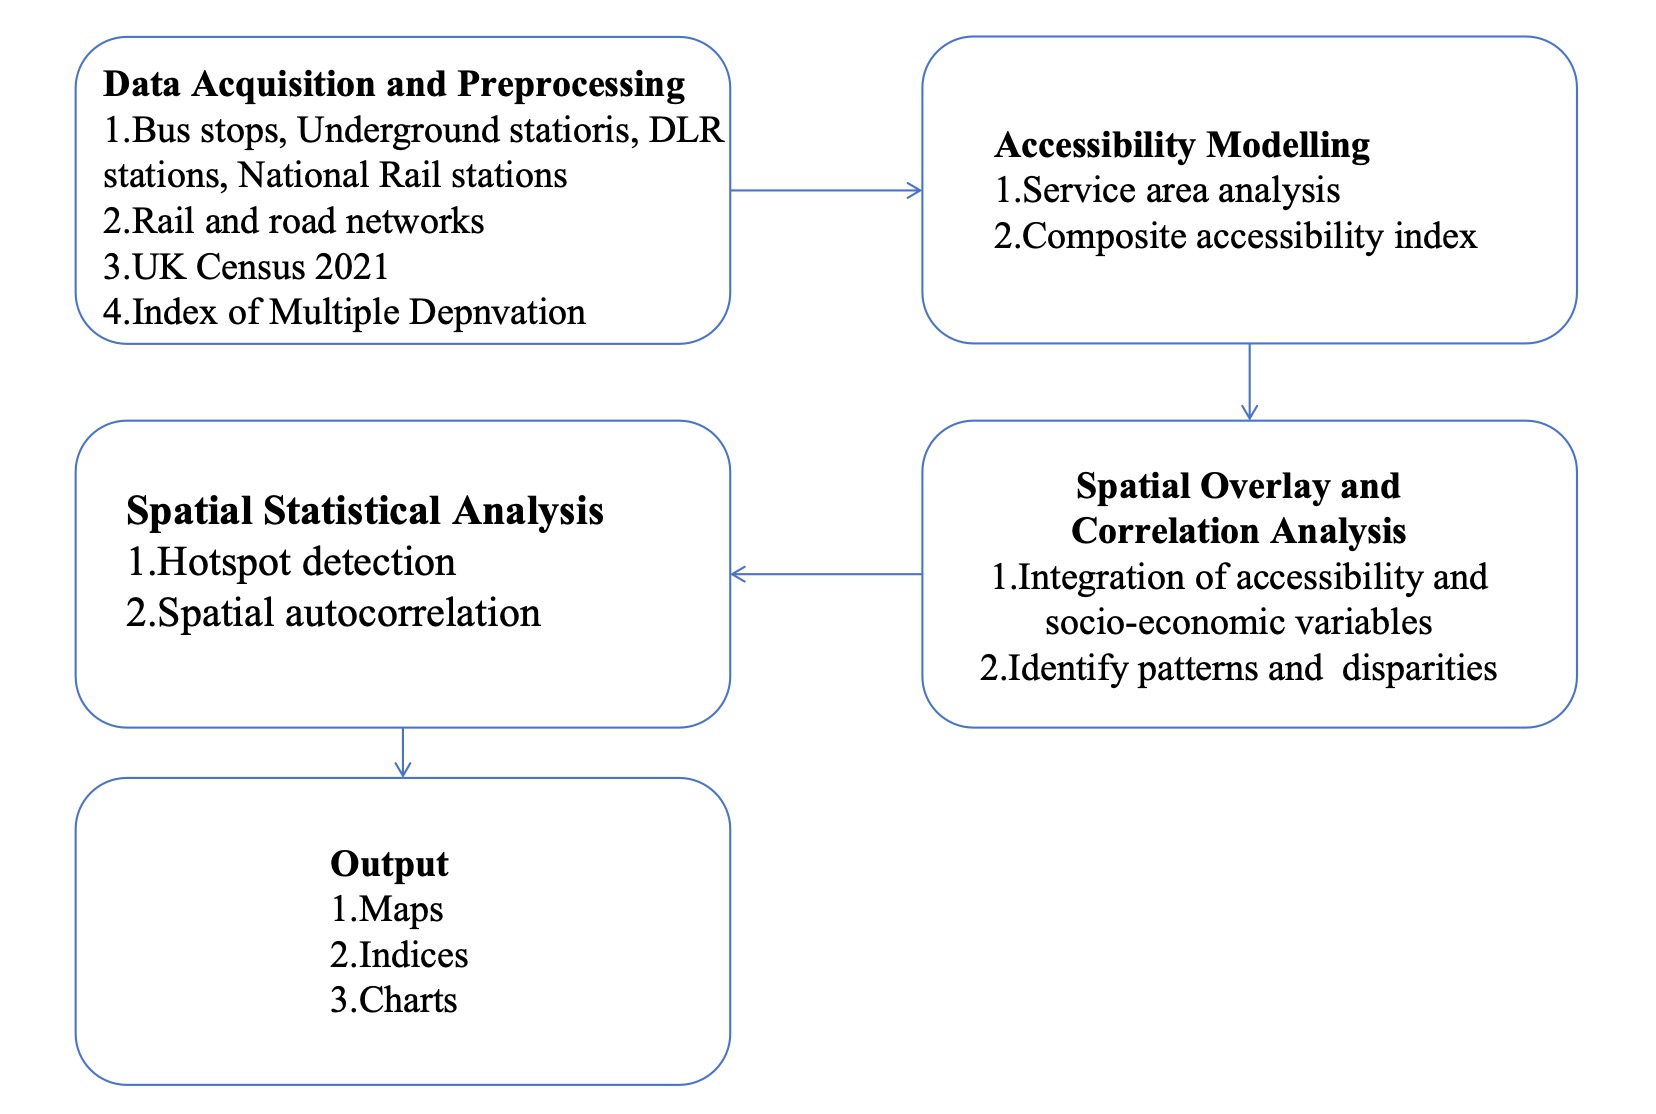 Data Acquisition and Preprocessing
1.Bus stops, Underground statioris, DLR
stations, National Rail stations
2.Rail and road networks
3.UK Census 2021
4.Index of Multiple Depnvation
Accessibility Modelling
1.Service area analysis
2.Composite accessibility index
Spatial Overlay and
Correlation Analysis
1.Integration of accessibility and
socio-economic variables
2.Identify patterns and  disparities
Spatial Statistical Analysis
1.Hotspot detection
2.Spatial autocorrelation
Output
1.Maps
2.Indices
3.Charts